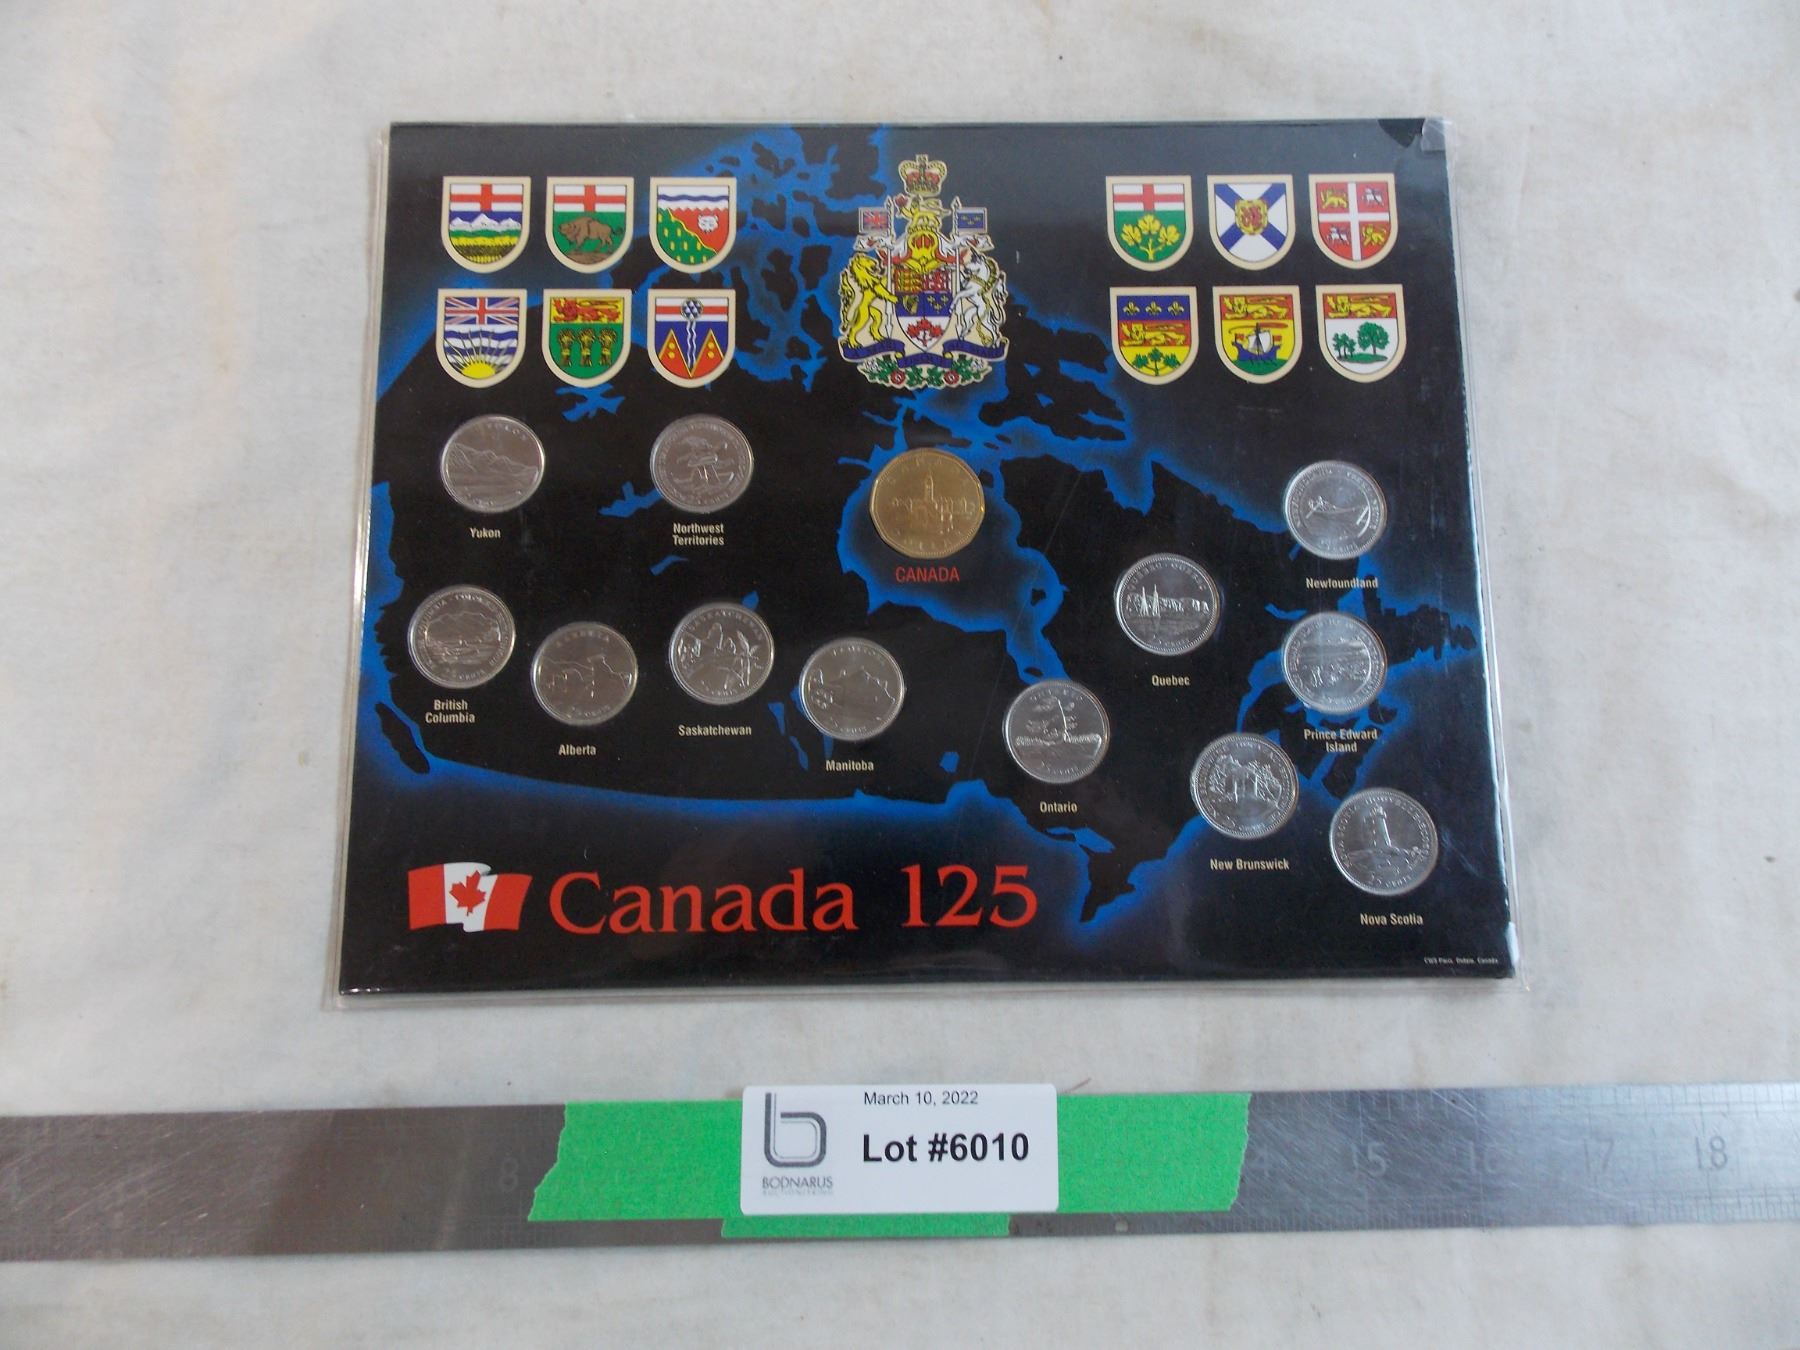 Yukon
Northwest
Territories
CANADA
Newfoundland
British
Columbia
Alberta
Saskatchewan
Manitoba
Ontario
Quebec
Prince Edward
Island
New Brunswick
Nova Scotia
Canada 125
March 10, 2022
Lot #6010
BODNARUS
8
15
16
17
18